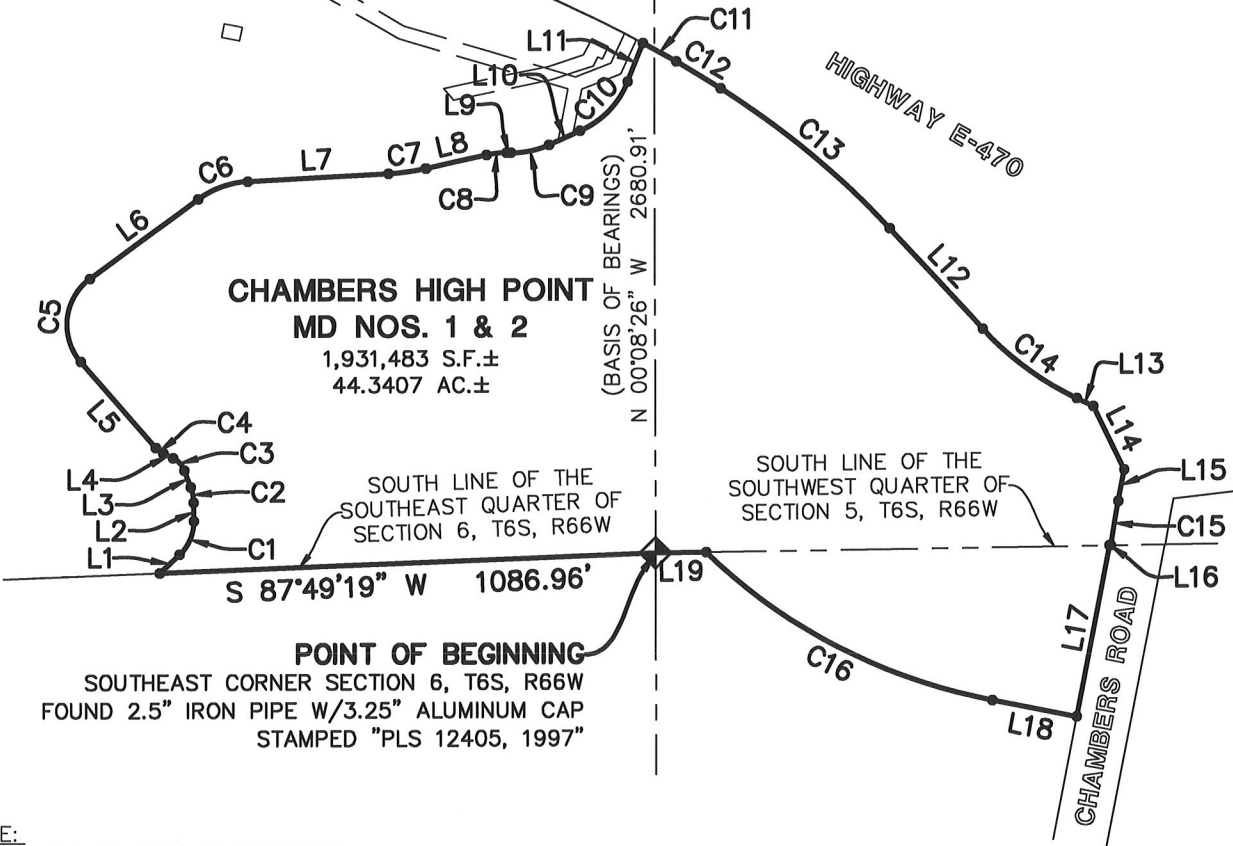 C11
L11
C12
L10
HIGHWAY E-470
C10
L9
C13
L8
C7
L7
C6
C8
C9
L6
(BASIS OF BEARINGS)
N 00°08'26" W 2680.91'
L12
CHAMBERS HIGH POINT
MD NOS. 1 & 2
1,931,483 S.F.±
44.3407 AC.±
C5
C14
L13
L5
C4
L14
C3
L4
SOUTH LINE OF THE
SOUTHEAST QUARTER OF
SECTION 6, T6S, R66W
SOUTH LINE OF THE
SOUTHWEST QUARTER OF
SECTION 5, T6S, R66W
L15
L3
C2
L2
C15
C1
L1
L19
L16
S 87°49'19" W 1086.96'
L17
CHAMBERS ROAD
POINT OF BEGINNING
SOUTHEAST CORNER SECTION 6, T6S, R66W
FOUND 2.5" IRON PIPE W/3.25" ALUMINUM CAP
STAMPED "PLS 12405, 1997"
C16
L18
E: